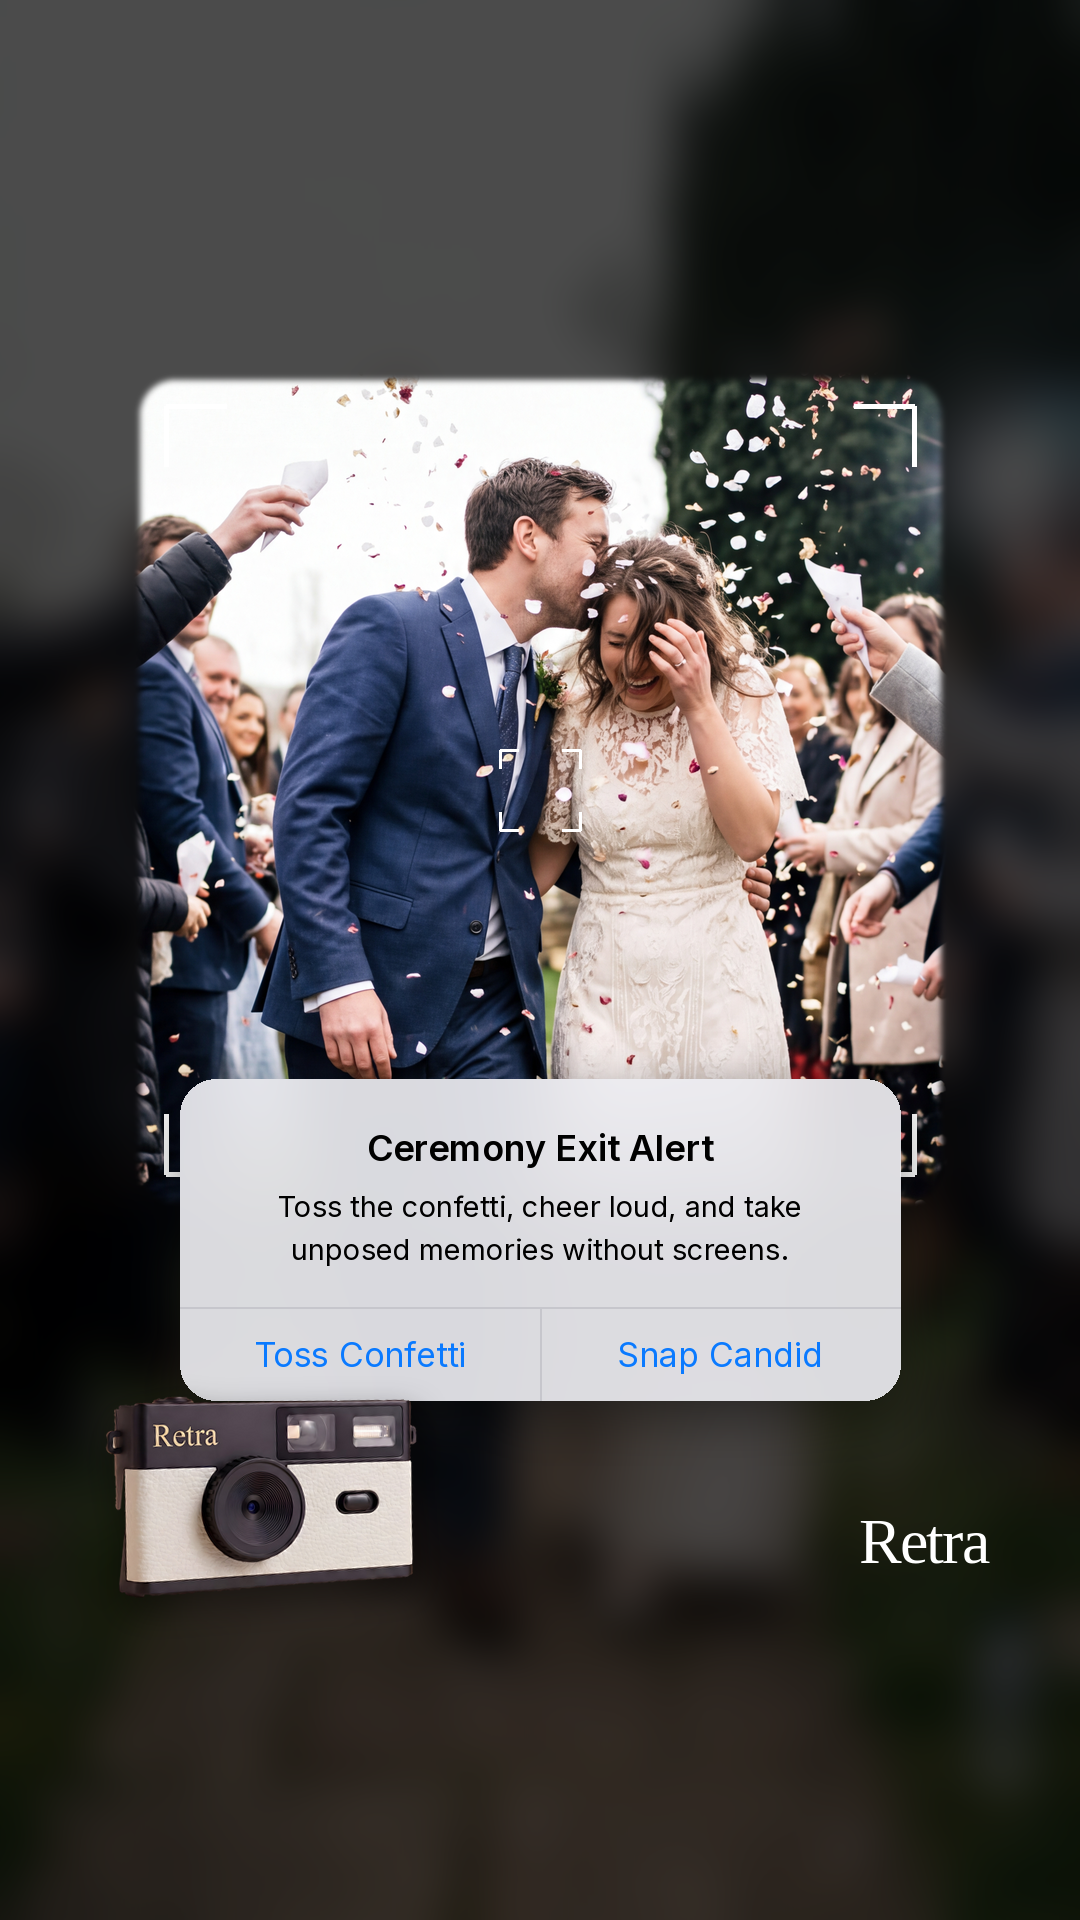 Ceremony Exit Alert
Toss the confetti, cheer loud, and take
unposed memories without screens.
Toss Confetti
Snap Candid
Retra
Retra